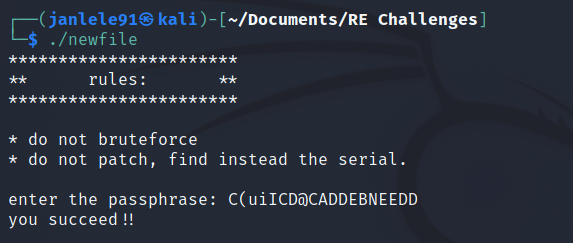 ┌──(janlele91㉿kali)-[~/Documents/RE Challenges]
└─$ ./newfile
***********************
**      rules:       **
***********************

* do not bruteforce
* do not patch, find instead the serial.

enter the passphrase: C(uiICD@CADDEBNEEDD
you succeed!!